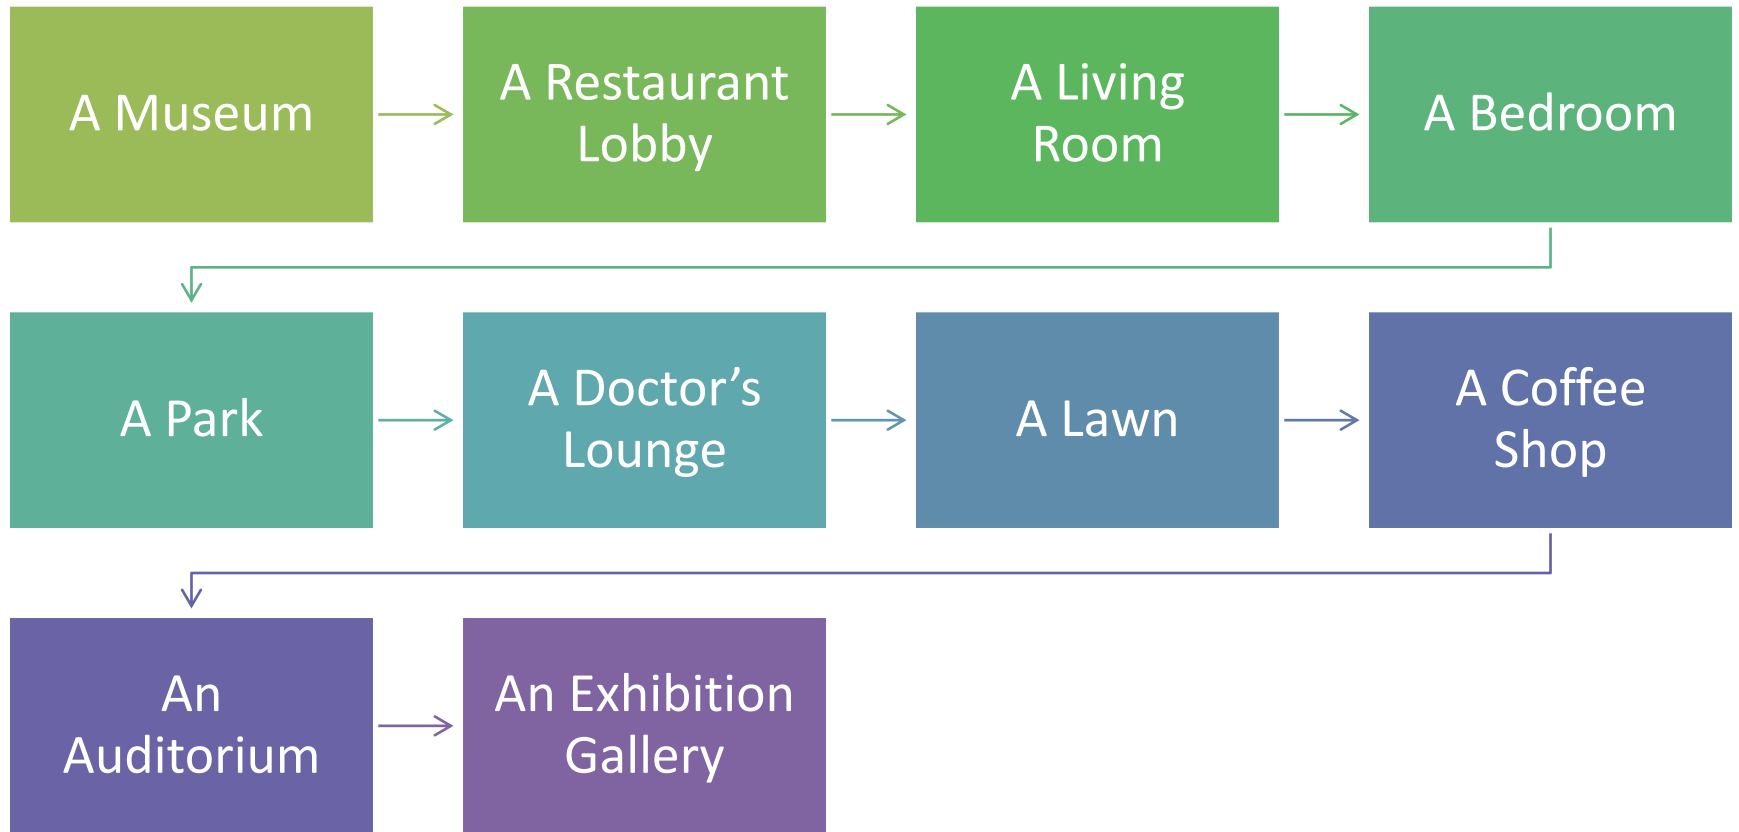 A Museum
A Restaurant
Lobby
A Living
Room
A Bedroom
A Park
A Doctor’s
Lounge
A Lawn
A Coffee
Shop
An
Auditorium
An Exhibition
Gallery